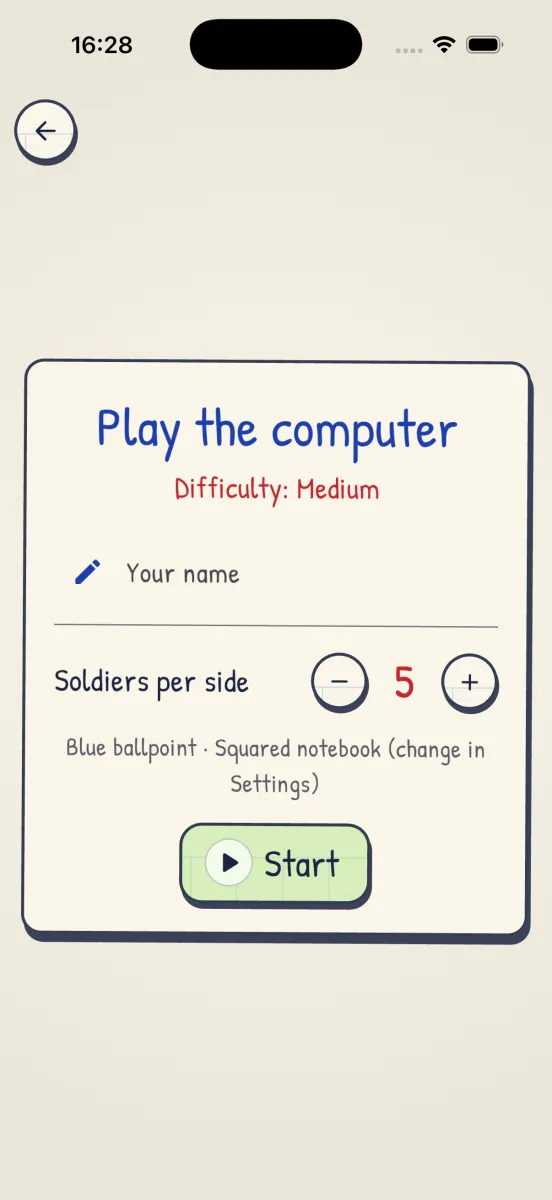 16:28
Play the computer
Difficulty: Medium
Your name
Soldiers per side
5
Blue ballpoint · Squared notebook (change in
Settings)
Start